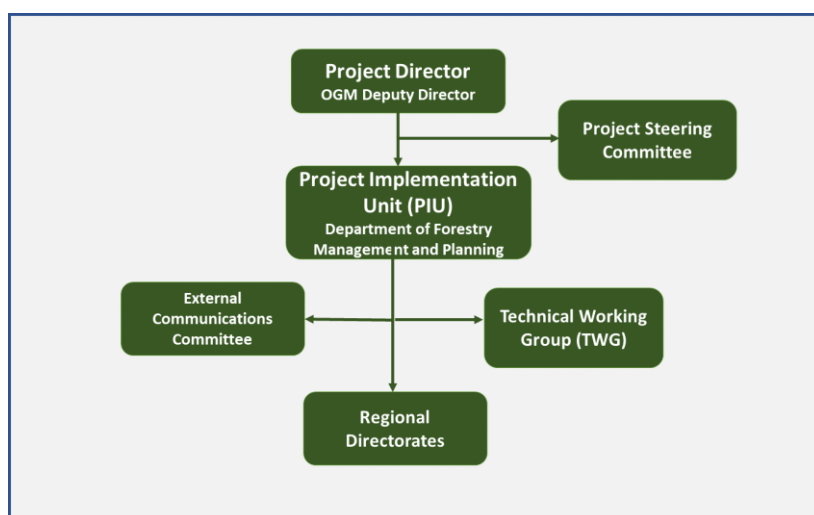 Project Director
OGM Deputy Director
Project Steering
Committee
Project Implementation
Unit (PIU)
Department of Forestry
Management and Planning
External
Communications
Committee
Technical Working
Group (TWG)
Regional
Directorates